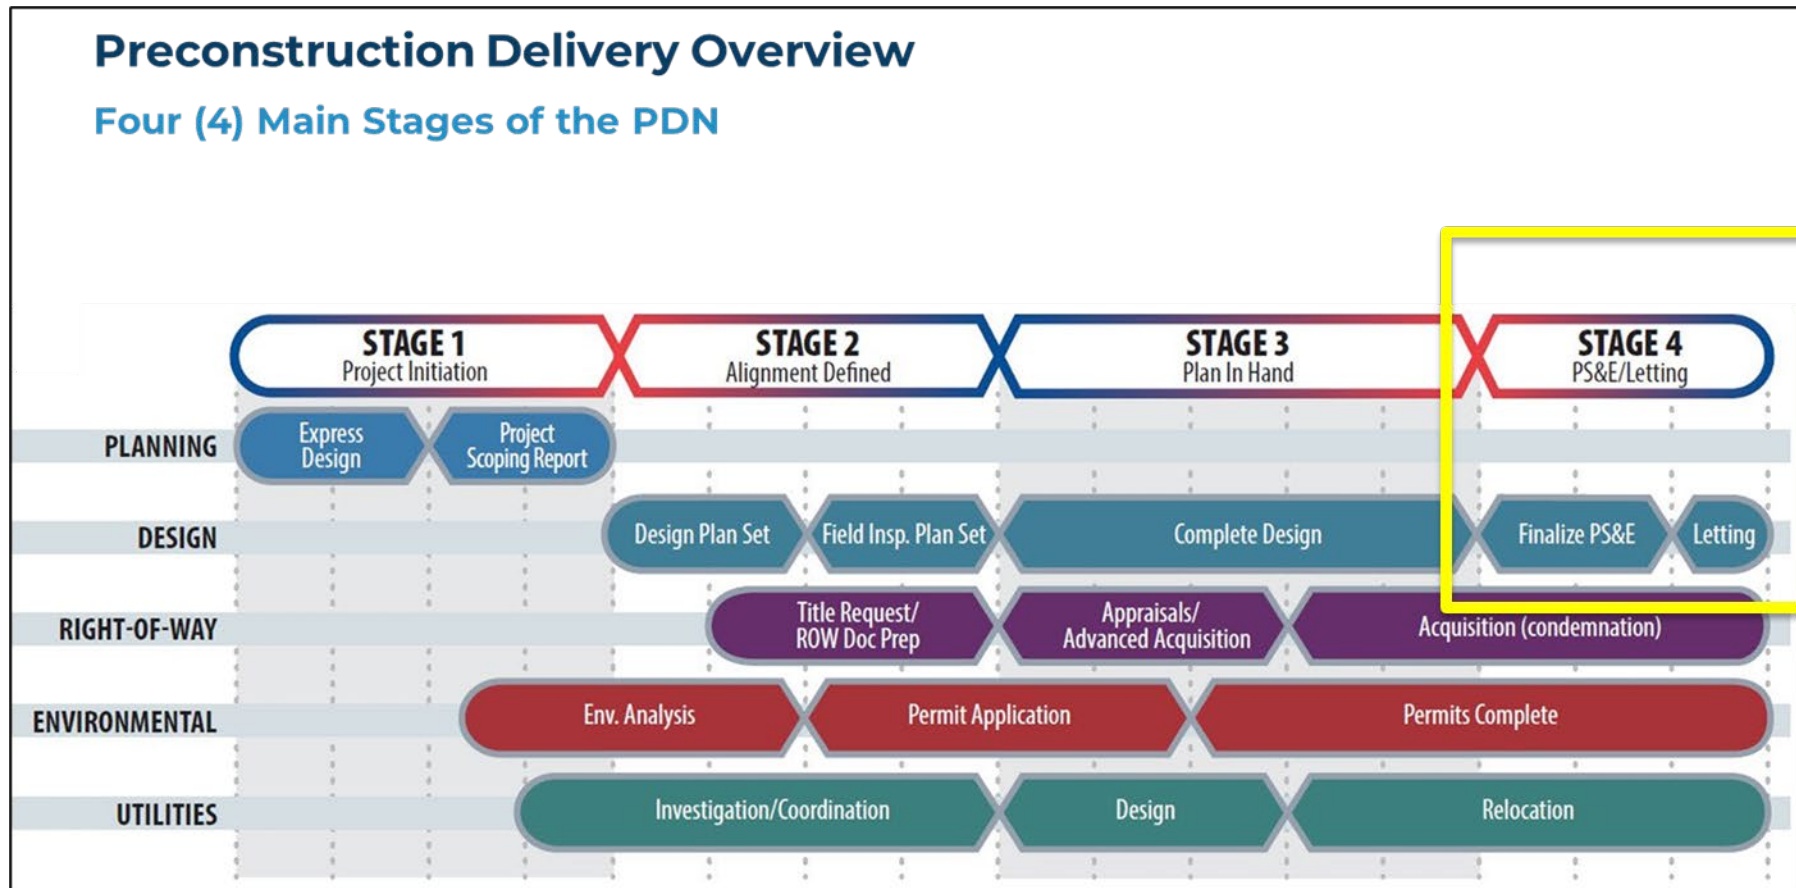 Preconstruction Delivery Overview
Four (4) Main Stages of the PDN
STAGE 1
Project Initiation
STAGE 2
Alignment Defined
STAGE 3
Plan In Hand
STAGE 4
PS&E/Letting
PLANNING
Express
Design
Project
Scoping Report
DESIGN
Design Plan Set
Field Insp. Plan Set
Complete Design
Finalize PS&E
Letting
RIGHT-OF-WAY
Title Request/
ROW Doc Prep
Appraisals/
Advanced Acquisition
Acquisition (condemnation)
ENVIRONMENTAL
Env. Analysis
Permit Application
Permits Complete
UTILITIES
Investigation/Coordination
Design
Relocation